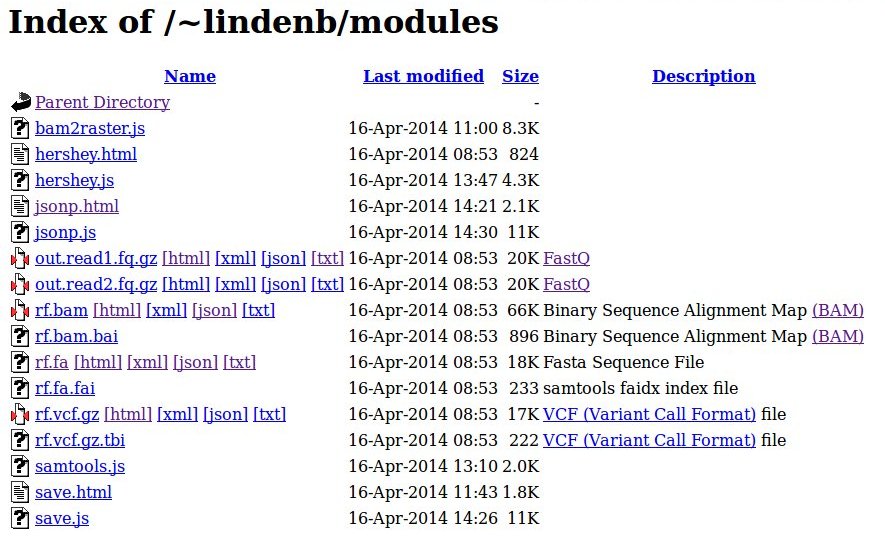 Index of /~lindenb/modules
Name Last modified Size Description
Parent Directory -
bam2raster.js 16-Apr-2014 11:00 8.3K
hershey.html 16-Apr-2014 08:53 824
hershey.js 16-Apr-2014 13:47 4.3K
jsonp.html 16-Apr-2014 14:21 2.1K
jsonp.js 16-Apr-2014 14:30 11K
out.read1.fq.gz [html] [xml] [json] [txt] 16-Apr-2014 08:53 20K FastQ
out.read2.fq.gz [html] [xml] [json] [txt] 16-Apr-2014 08:53 20K FastQ
rf.bam [html] [xml] [json] [txt] 16-Apr-2014 08:53 66K Binary Sequence Alignment Map (BAM)
rf.bam.bai 16-Apr-2014 08:53 896 Binary Sequence Alignment Map (BAM)
rf.fa [html] [xml] [json] [txt] 16-Apr-2014 08:53 18K Fasta Sequence File
rf.fa.fai 16-Apr-2014 08:53 233 samtools faidx index file
rf.vcf.gz [html] [xml] [json] [txt] 16-Apr-2014 08:53 17K VCF (Variant Call Format) file
rf.vcf.gz.tbi 16-Apr-2014 08:53 222 VCF (Variant Call Format) file
samtools.js 16-Apr-2014 13:10 2.0K
save.html 16-Apr-2014 11:43 1.8K
save.js 16-Apr-2014 14:26 11K